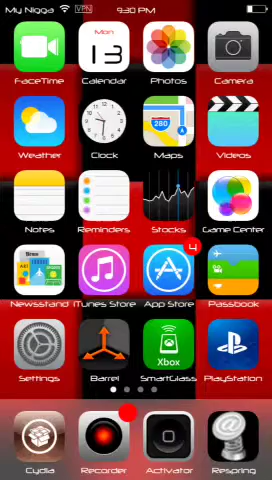 My Nigga VPN 9:30 PM
Mon
13
FaceTime Calendar Photos Camera
280
Weather Clock Maps Videos
Notes Reminders Stocks Game Center
4
Newsstand iTunes Store App Store Passbook
Xbox
Settings Barrel SmartGlass PlayStation
Cydia Recorder Activator Respring